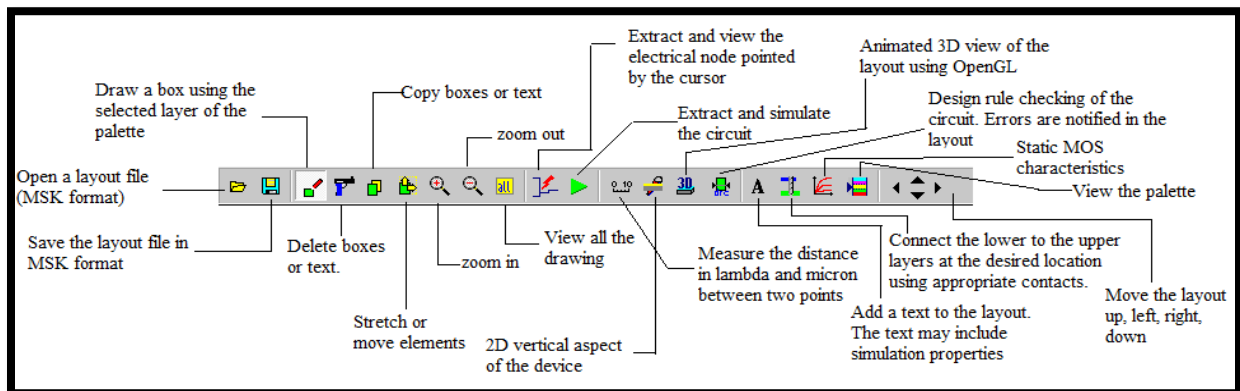 Extract and view the
electrical node pointed
by the cursor
Animated 3D view of the
layout using OpenGL
Draw a box using the
selected layer of the
palette
Copy boxes or text
Design rule checking of the
circuit. Errors are notified in the
layout
zoom out
Extract and simulate
the circuit
Static MOS
characteristics
Open a layout file
(MSK format)
View the palette
all
0..10
3D
DRC
A
Save the layout file in
MSK format
Delete boxes
or text.
zoom in
View all the
drawing
Measure the distance
in lambda and micron
between two points
Connect the lower to the upper
layers at the desired location
using appropriate contacts.
Move the layout
up, left, right,
down
Stretch or
move elements
2D vertical aspect
of the device
Add a text to the layout.
The text may include
simulation properties